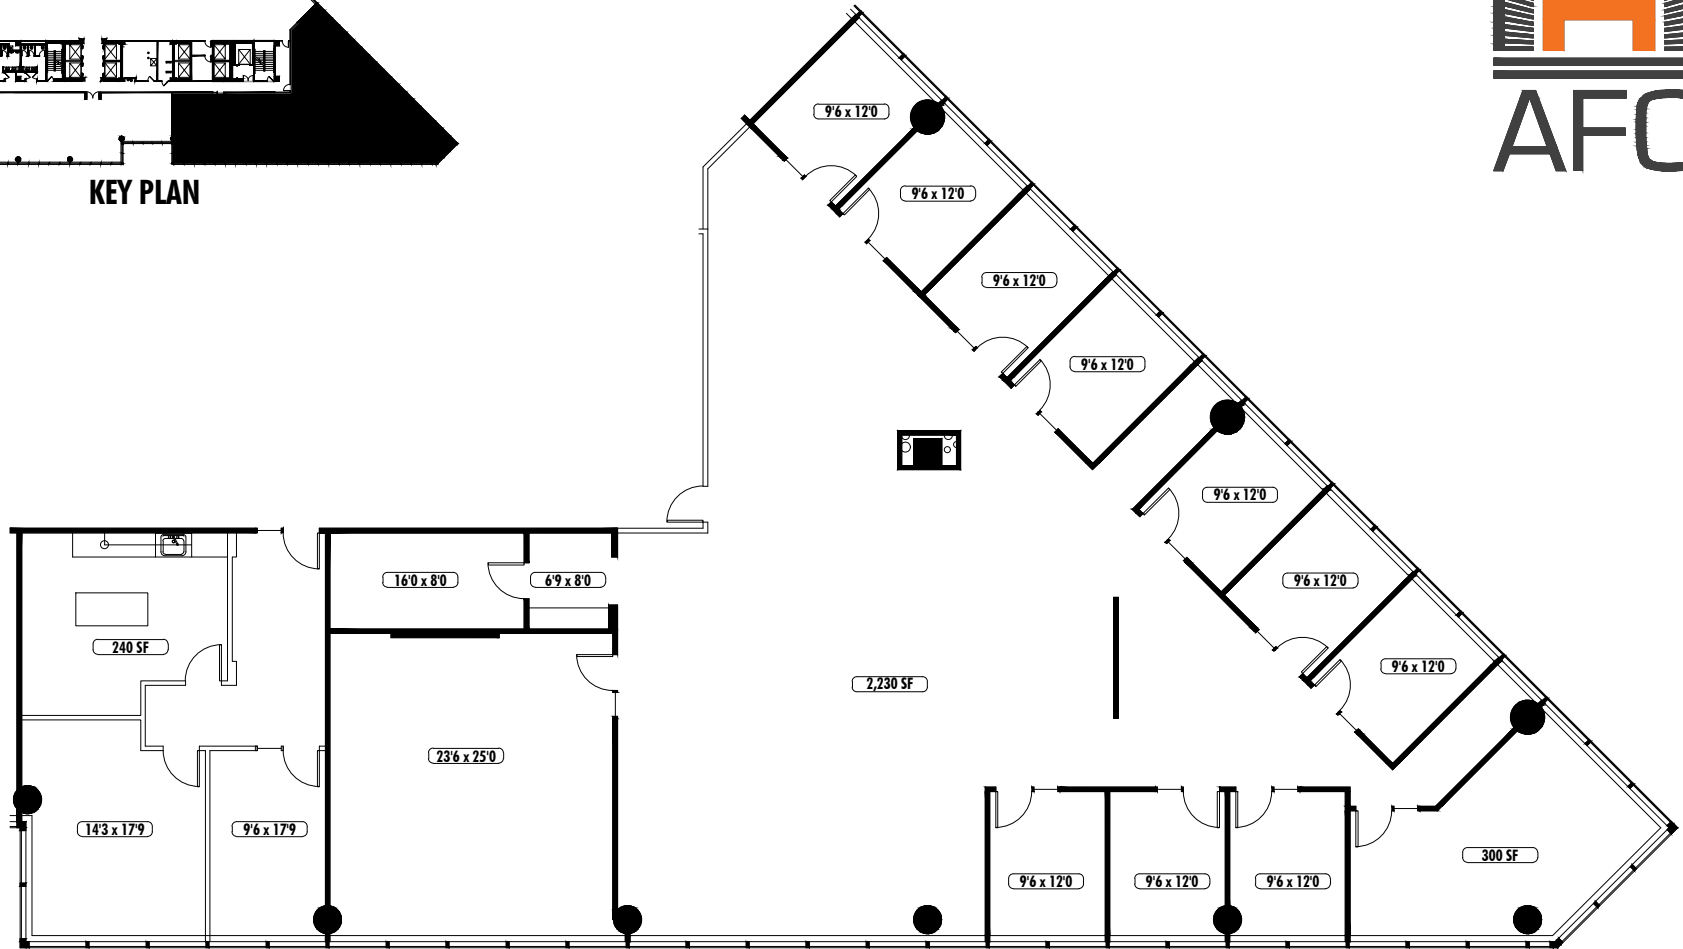 KEY PLAN
AFC
9'6 x 12'0
9'6 x 12'0
9'6 x 12'0
9'6 x 12'0
9'6 x 12'0
9'6 x 12'0
9'6 x 12'0
16'0 x 8'0
6'9 x 8'0
240 SF
2,230 SF
23'6 x 25'0
14'3 x 17'9
9'6 x 17'9
9'6 x 12'0
9'6 x 12'0
9'6 x 12'0
300 SF